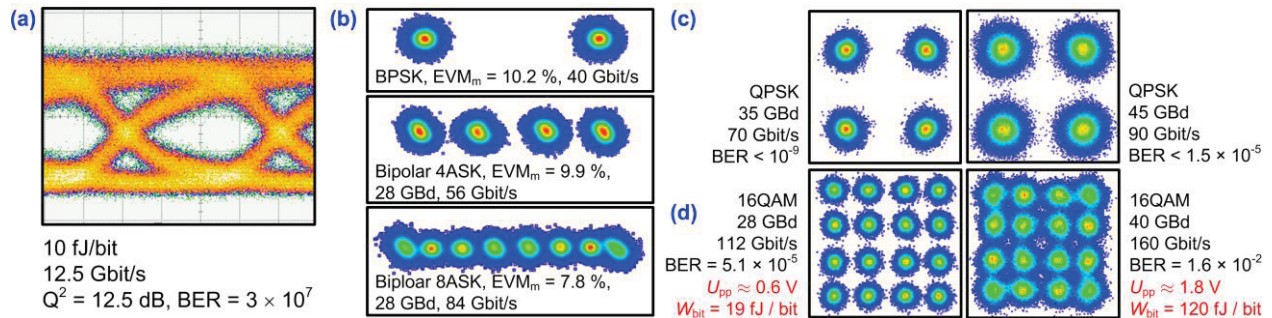 (a)
10 fJ/bit
12.5 Gbit/s
Q² = 12.5 dB, BER = 3 × 10⁷
(b)
BPSK, EVMₘ = 10.2 %, 40 Gbit/s
Bipolar 4ASK, EVMₘ = 9.9 %,
28 GBd, 56 Gbit/s
Biploar 8ASK, EVMₘ = 7.8 %,
28 GBd, 84 Gbit/s
(c)
QPSK
35 GBd
70 Gbit/s
BER < 10⁻⁹
QPSK
45 GBd
90 Gbit/s
BER < 1.5 × 10⁻⁵
(d)
16QAM
28 GBd
112 Gbit/s
BER = 5.1 × 10⁻⁵
Upp ≈ 0.6 V
Wbit = 19 fJ / bit
16QAM
40 GBd
160 Gbit/s
BER = 1.6 × 10⁻²
Upp ≈ 1.8 V
Wbit = 120 fJ / bit